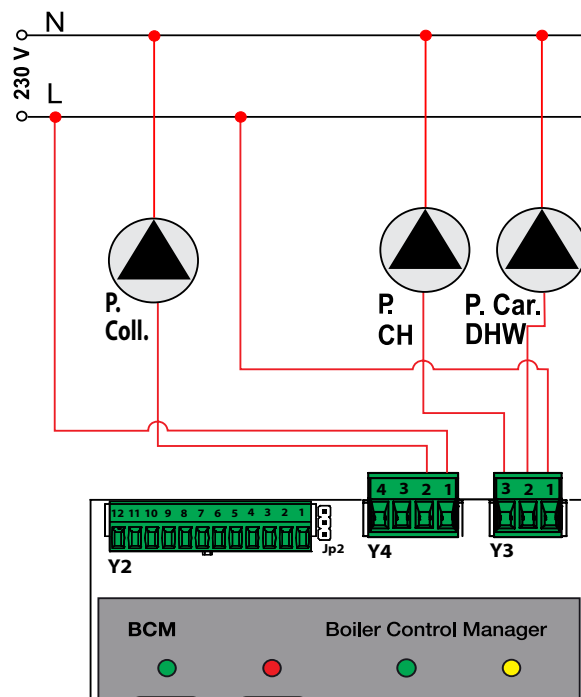 N
230 V
L
P.
Coll.
P.
CH
P. Car.
DHW
4 3 2 1
3 2 1
12 11 10 9 8 7 6 5 4 3 2 1
Jp2
Y2
Y4
Y3
BCM
Boiler Control Manager